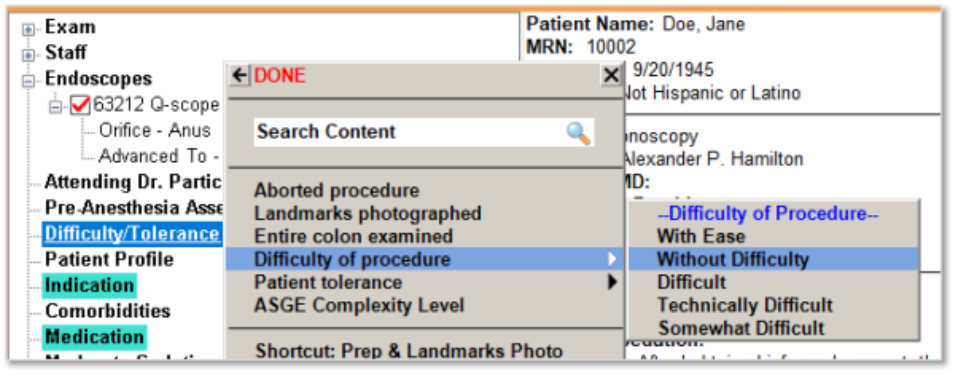 Exam
Staff
Endoscopes
63212 Q-scope
Orifice - Anus
Advanced To -
Attending Dr. Partic
Pre-Anesthesia Asse
Difficulty/Tolerance
Patient Profile
Indication
Comorbidities
Medication
DONE
Search Content
Aborted procedure
Landmarks photographed
Entire colon examined
Difficulty of procedure
Patient tolerance
ASGE Complexity Level
Shortcut: Prep & Landmarks Photo
Patient Name: Doe, Jane
MRN: 10002
9/20/1945
Not Hispanic or Latino
onoscopy
Alexander P. Hamilton
MD:
--Difficulty of Procedure--
With Ease
Without Difficulty
Difficult
Technically Difficult
Somewhat Difficult